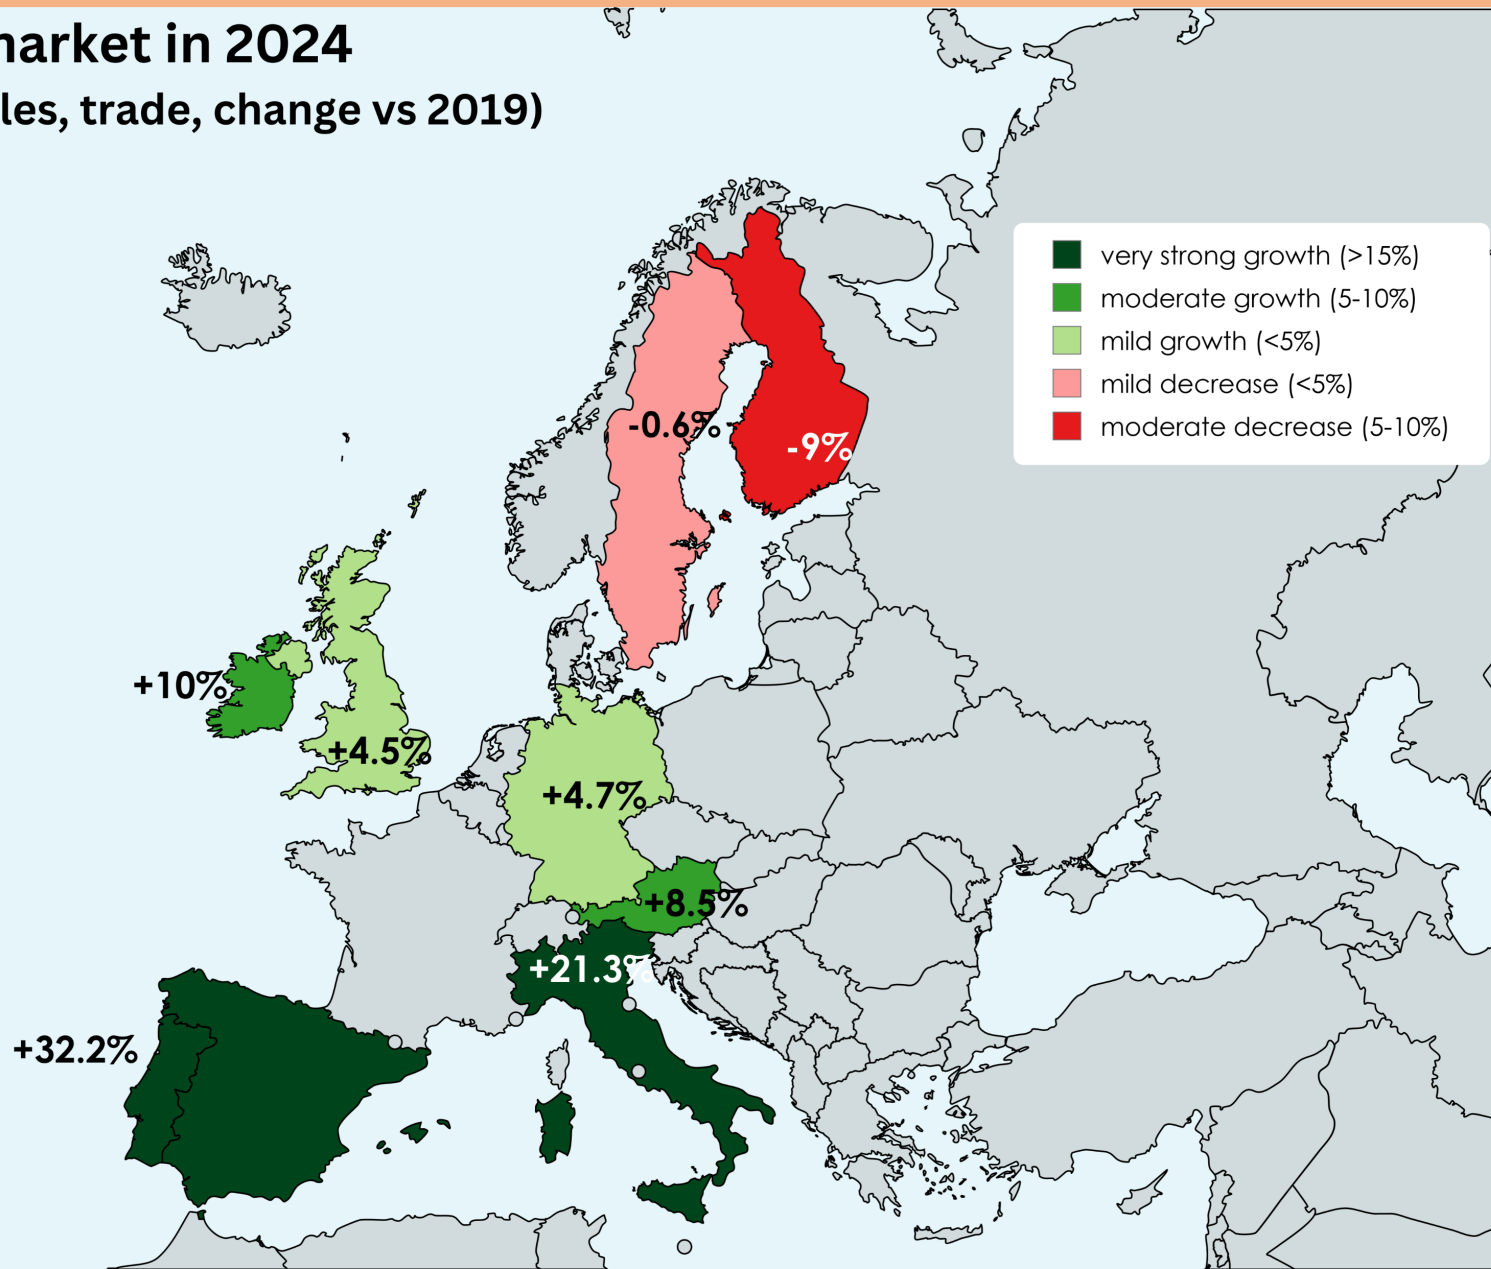 market in 2024
les, trade, change vs 2019)
very strong growth (>15%)
moderate growth (5-10%)
mild growth (<5%)
mild decrease (<5%)
moderate decrease (5-10%)
-0.6%
-9%
+10%
+4.5%
+4.7%
+8.5%
+21.3%
+32.2%